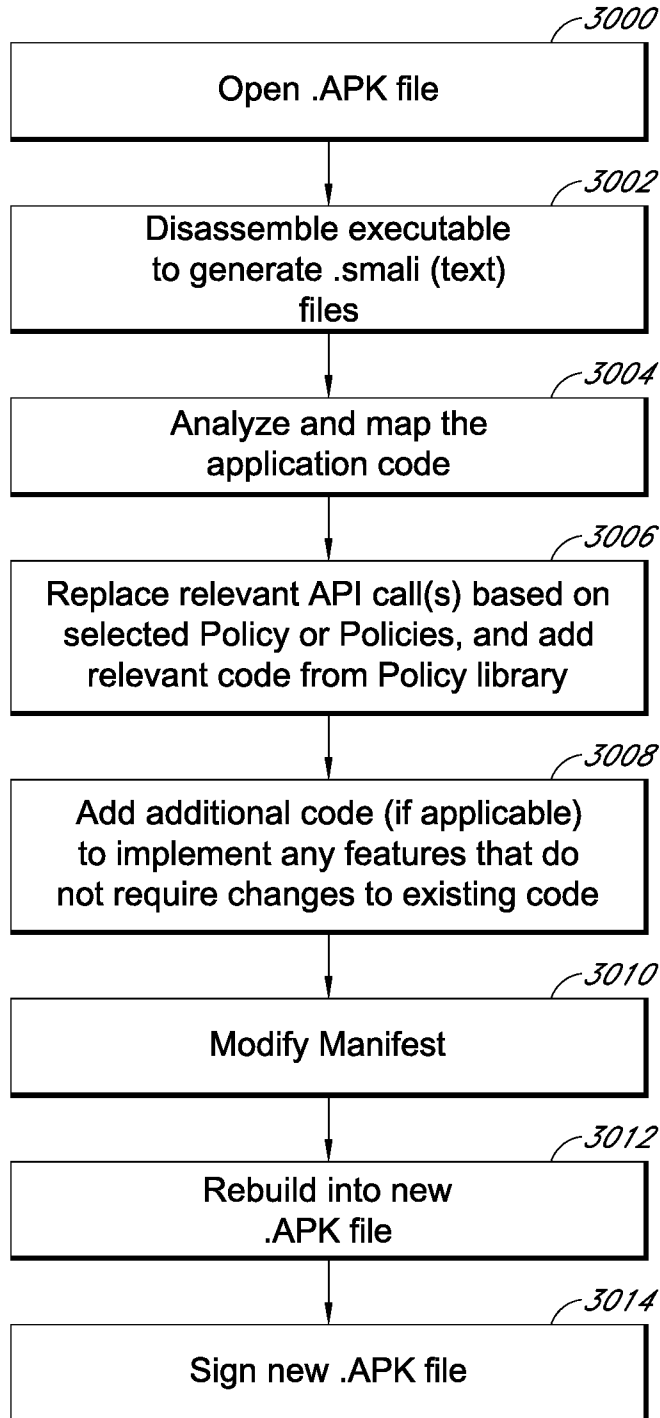 3000
Open .APK file
3002
Disassemble executable
to generate .smali (text)
files
3004
Analyze and map the
application code
3006
Replace relevant API call(s) based on
selected Policy or Policies, and add
relevant code from Policy library
3008
Add additional code (if applicable)
to implement any features that do
not require changes to existing code
3010
Modify Manifest
3012
Rebuild into new
.APK file
3014
Sign new .APK file